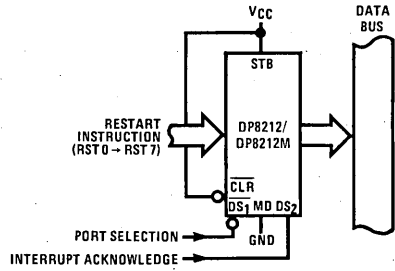 VCC
DATA
BUS
STB
RESTART
INSTRUCTION
(RST 0 → RST 7)
DP8212/
DP8212M
CLR
DS1 MD DS2
PORT SELECTION
GND
INTERRUPT ACKNOWLEDGE